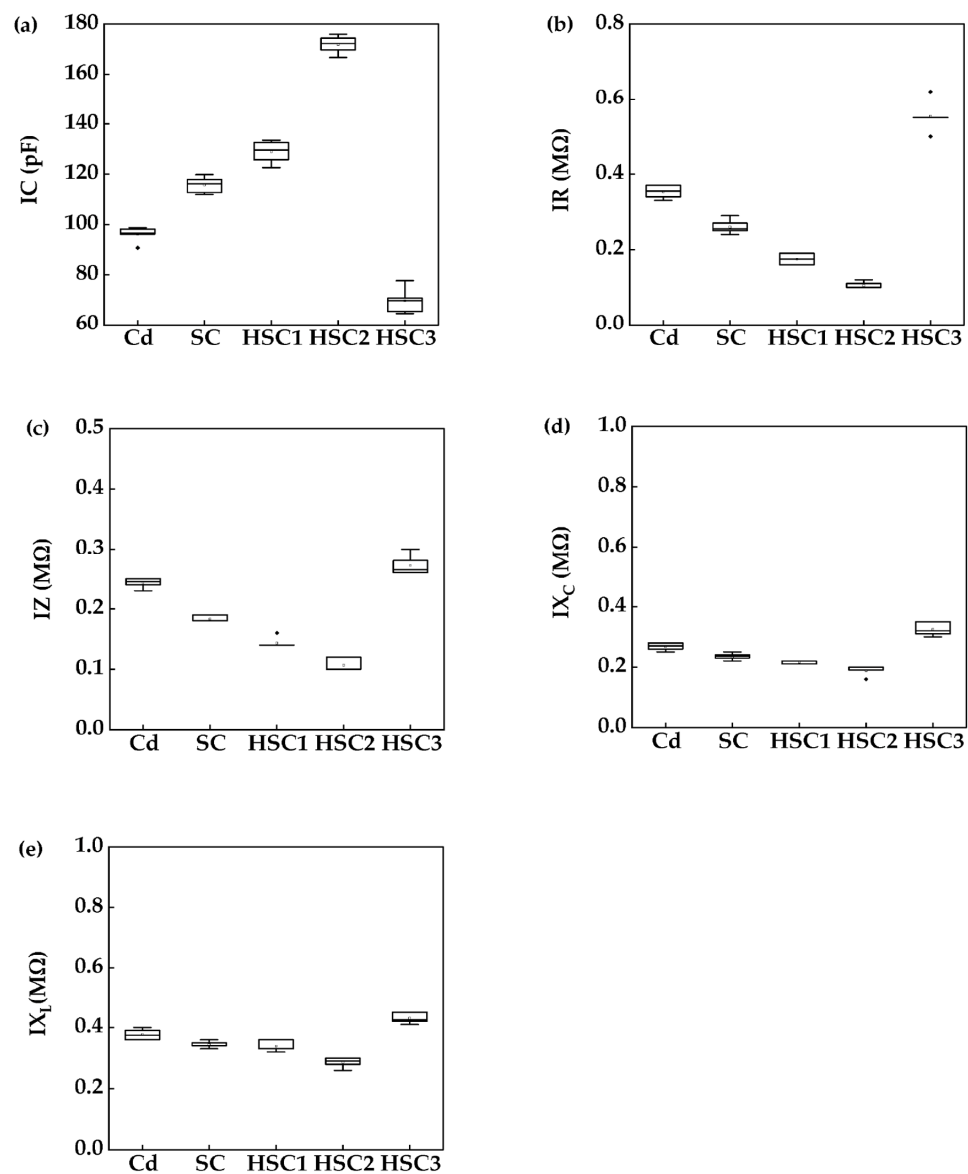 (a)
IC (pF)
180
160
130
120
100
80
60
Cd SC HSC1 HSC2 HSC3
(b)
IR (MΩ)
0.8
0.6
0.4
0.2
0.0
Cd SC HSC1 HSC2 HSC3
(c)
IZ (MΩ)
0.5
0.4
0.3
0.2
0.1
0.0
Cd SC HSC1 HSC2 HSC3
(d)
IX_C (MΩ)
1.0
0.8
0.6
0.4
0.2
0.0
Cd SC HSC1 HSC2 HSC3
(e)
IX_L(MΩ)
1.0
0.8
0.6
0.4
0.2
0.0
Cd SC HSC1 HSC2 HSC3